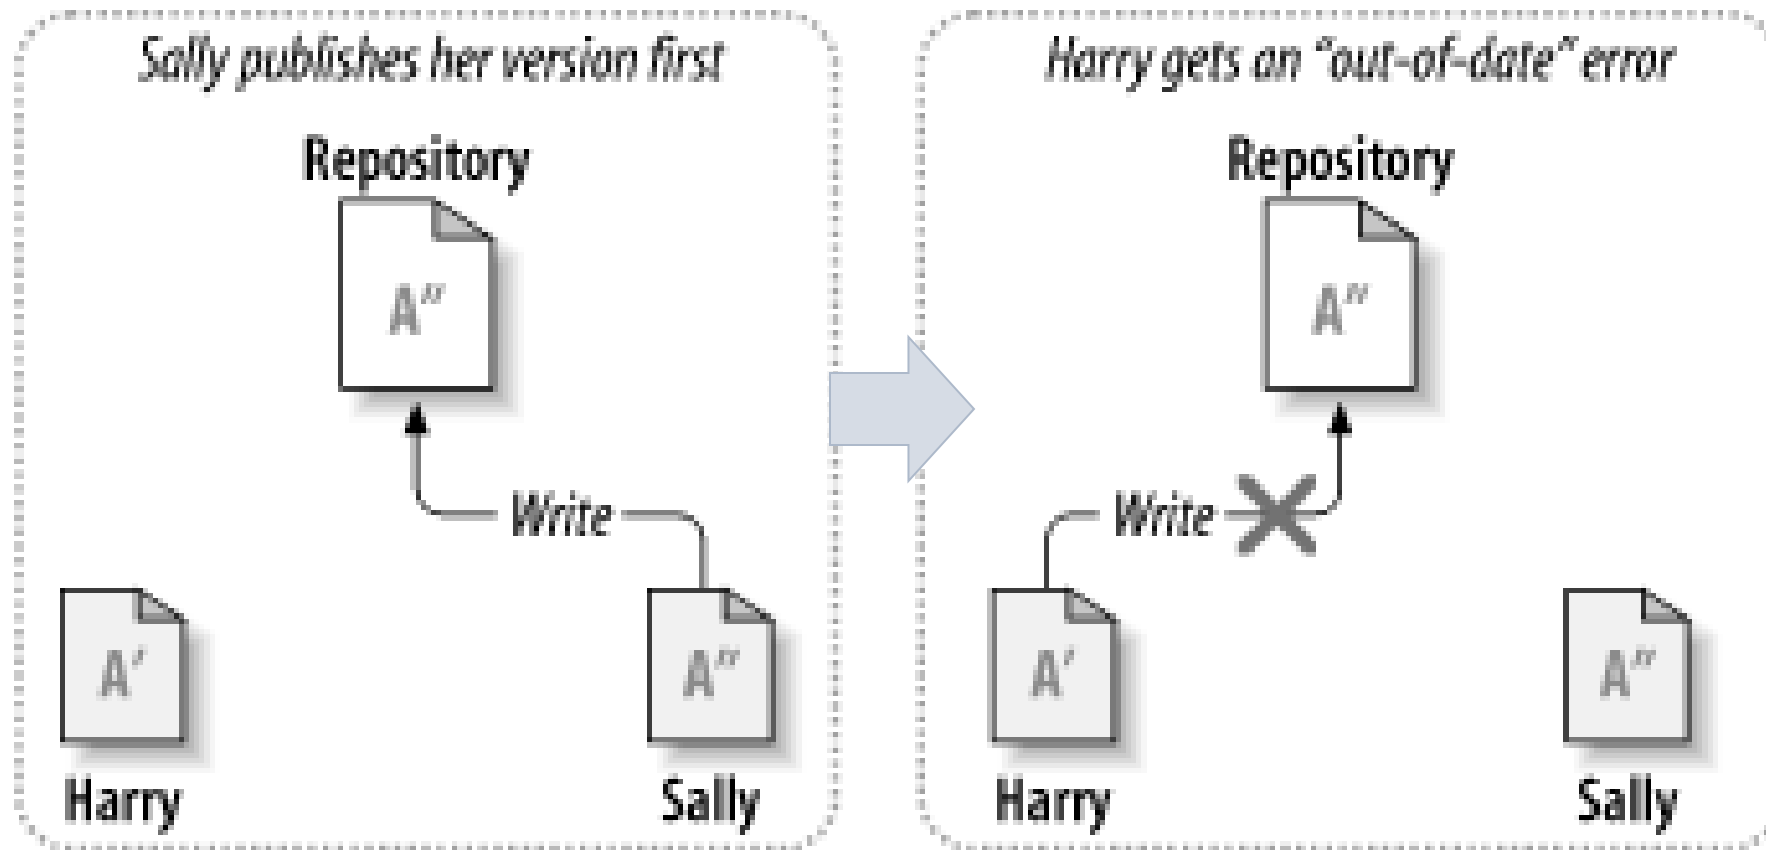 Sally publishes her version first
Repository
A″
Write
A′
A″
Harry
Sally
Harry gets an “out-of-date” error
Repository
A″
Write
A′
A″
Harry
Sally